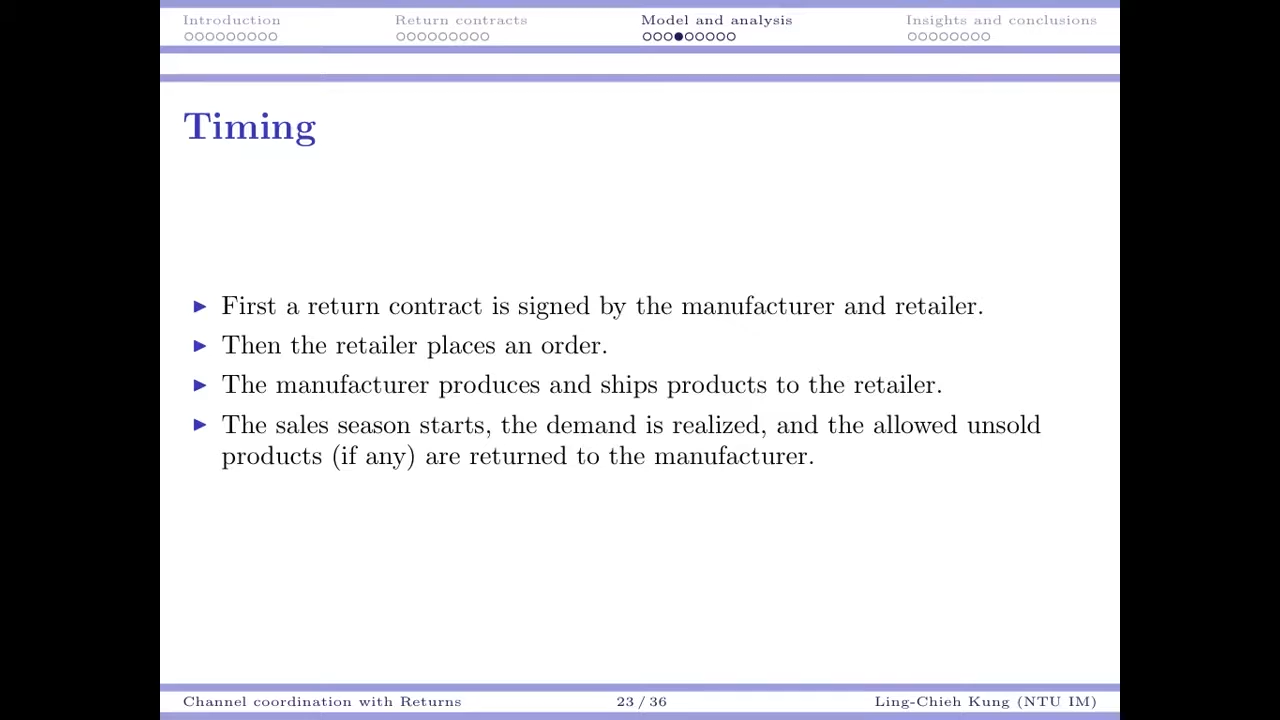 Introduction Return contracts Model and analysis Insights and conclusions
Timing
▶ First a return contract is signed by the manufacturer and retailer.
▶ Then the retailer places an order.
▶ The manufacturer produces and ships products to the retailer.
▶ The sales season starts, the demand is realized, and the allowed unsold
products (if any) are returned to the manufacturer.
Channel coordination with Returns 23 / 36 Ling-Chieh Kung (NTU IM)